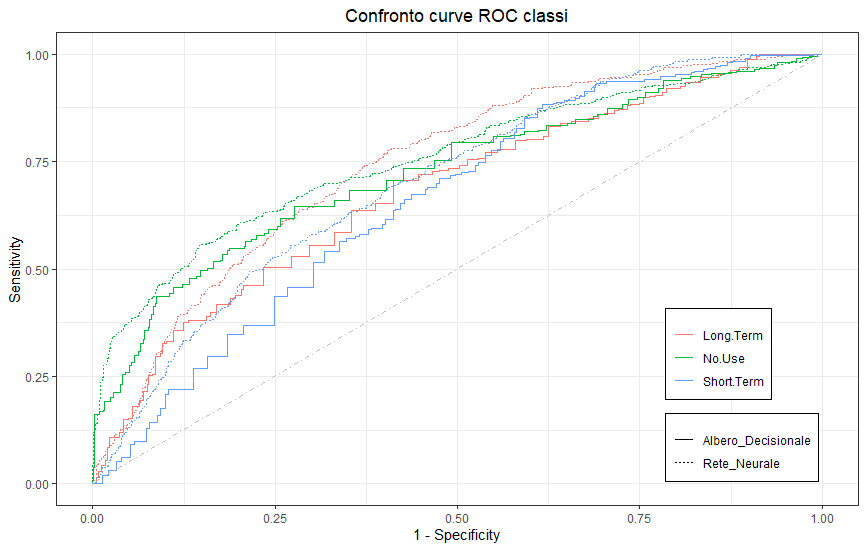 Confronto curve ROC classi
1.00
0.75
0.50
0.25
0.00
Sensitivity
Long.Term
No.Use
Short.Term
Albero_Decisionale
Rete_Neurale
0.00 0.25 0.50 0.75 1.00
1 - Specificity